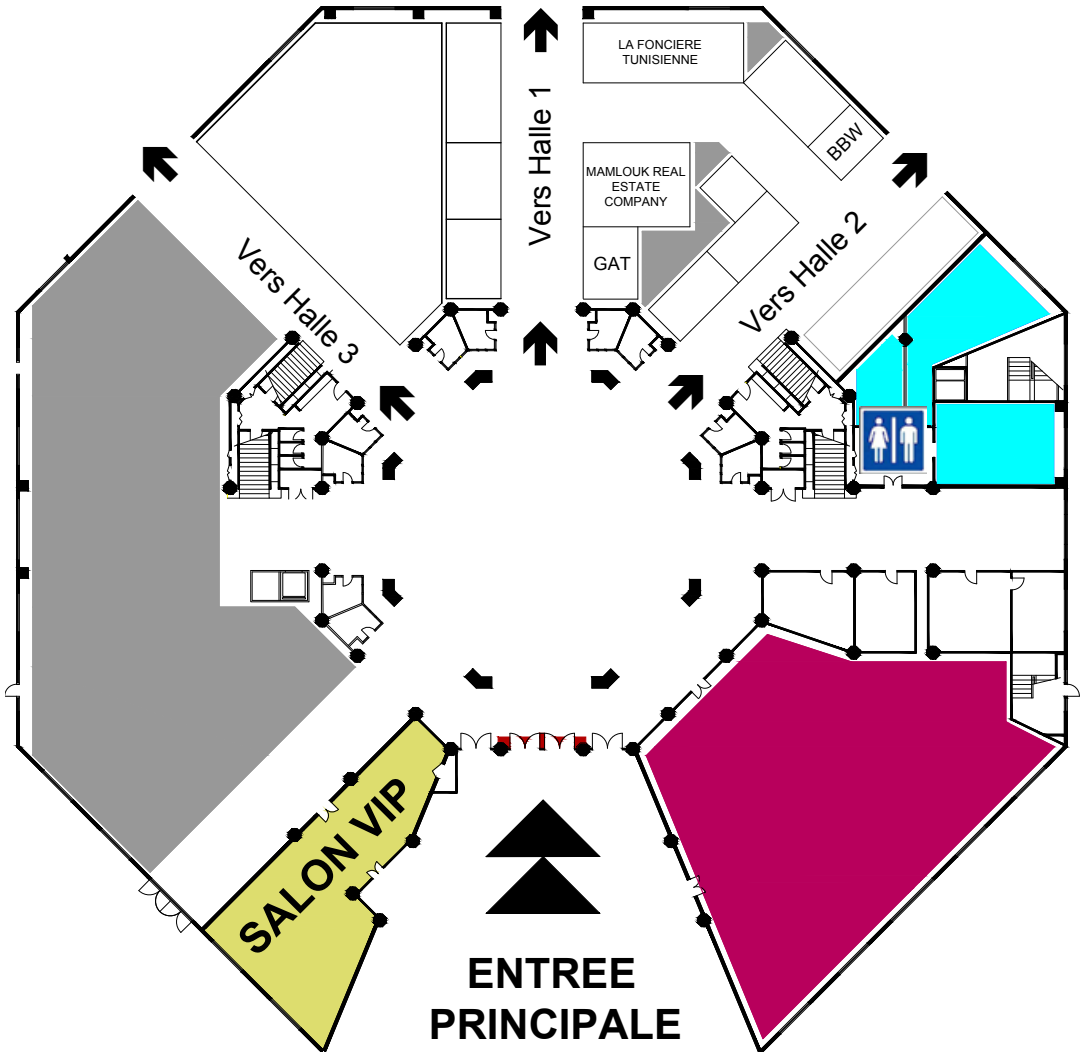 LA FONCIERE
TUNISIENNE
BBW
Vers Halle 1
MAMLOUK REAL
ESTATE
COMPANY
GAT
Vers Halle 2
Vers Halle 3
SALON VIP
ENTREE
PRINCIPALE